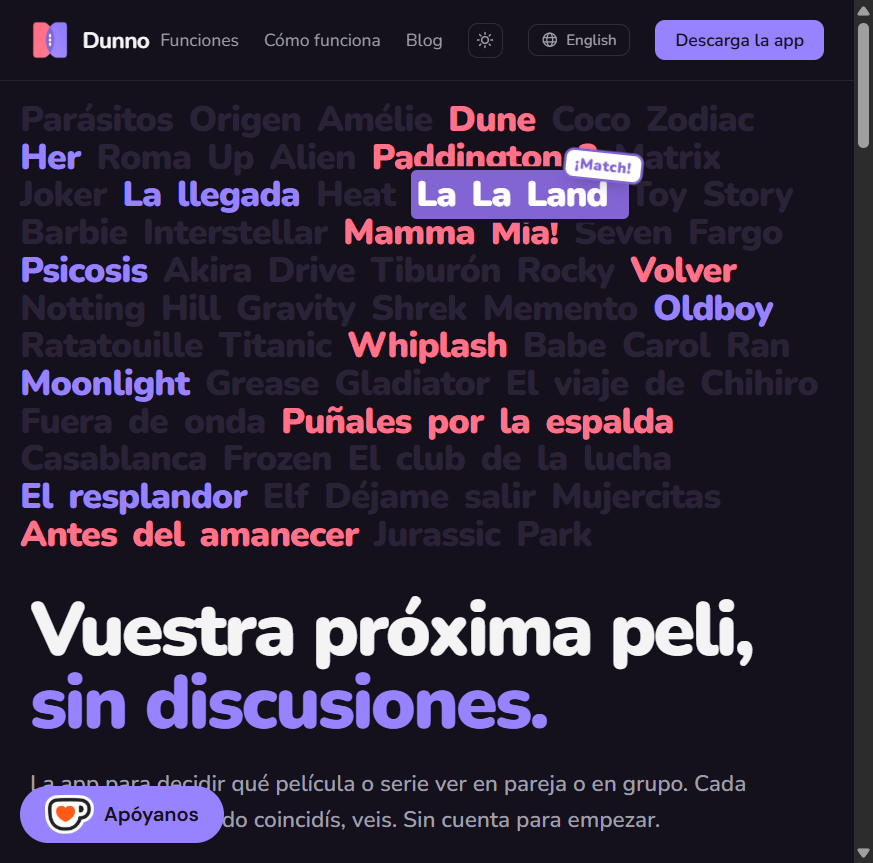 Dunno Funciones Cómo funciona Blog English Descarga la app
Parásitos Origen Amélie Dune Coco Zodiac
Her Roma Up Alien Paddington 2 Matrix
¡Match!
Joker La llegada Heat La La Land Toy Story
Barbie Interstellar Mamma Mia! Seven Fargo
Psicosis Akira Drive Tiburón Rocky Volver
Notting Hill Gravity Shrek Memento Oldboy
Ratatouille Titanic Whiplash Babe Carol Ran
Moonlight Grease Gladiator El viaje de Chihiro
Fuera de onda Puñales por la espalda
Casablanca Frozen El club de la lucha
El resplandor Elf Déjame salir Mujercitas
Antes del amanecer Jurassic Park
Vuestra próxima peli,
sin discusiones.
La app para decidir qué película o serie ver en pareja o en grupo. Cada
do coincidís, veis. Sin cuenta para empezar.
Apóyanos